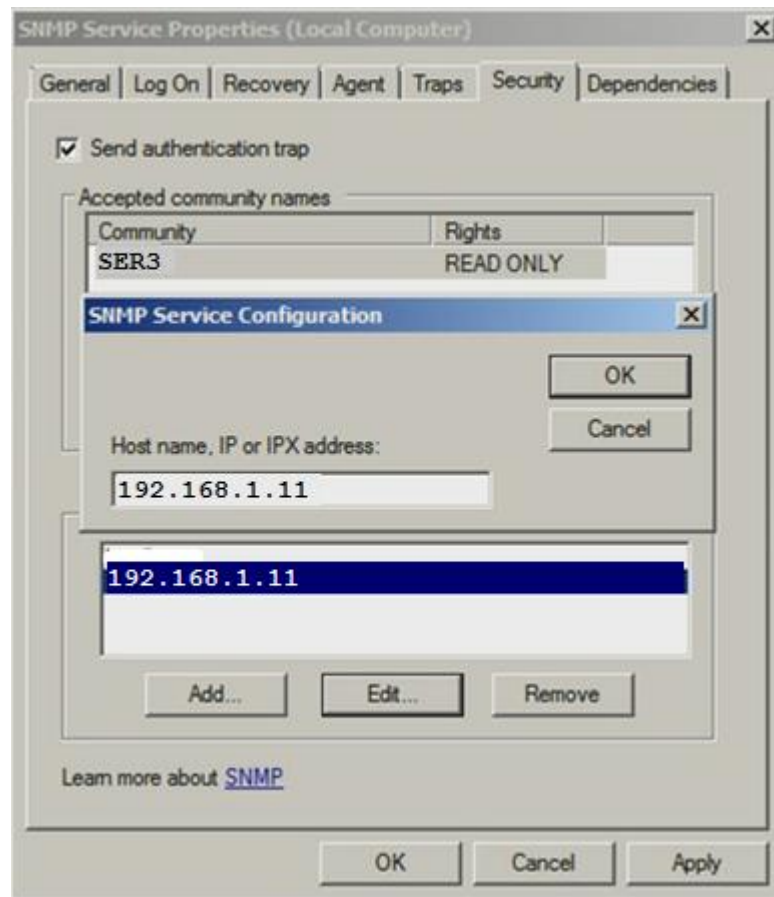 SNMP Service Properties (Local Computer)
General Log On Recovery Agent Traps Security Dependencies
Send authentication trap
Accepted community names
Community Rights
SER3 READ ONLY
SNMP Service Configuration
OK
Cancel
Host name, IP or IPX address:
192.168.1.11
192.168.1.11
Add... Edit... Remove
Learn more about SNMP
OK Cancel Apply